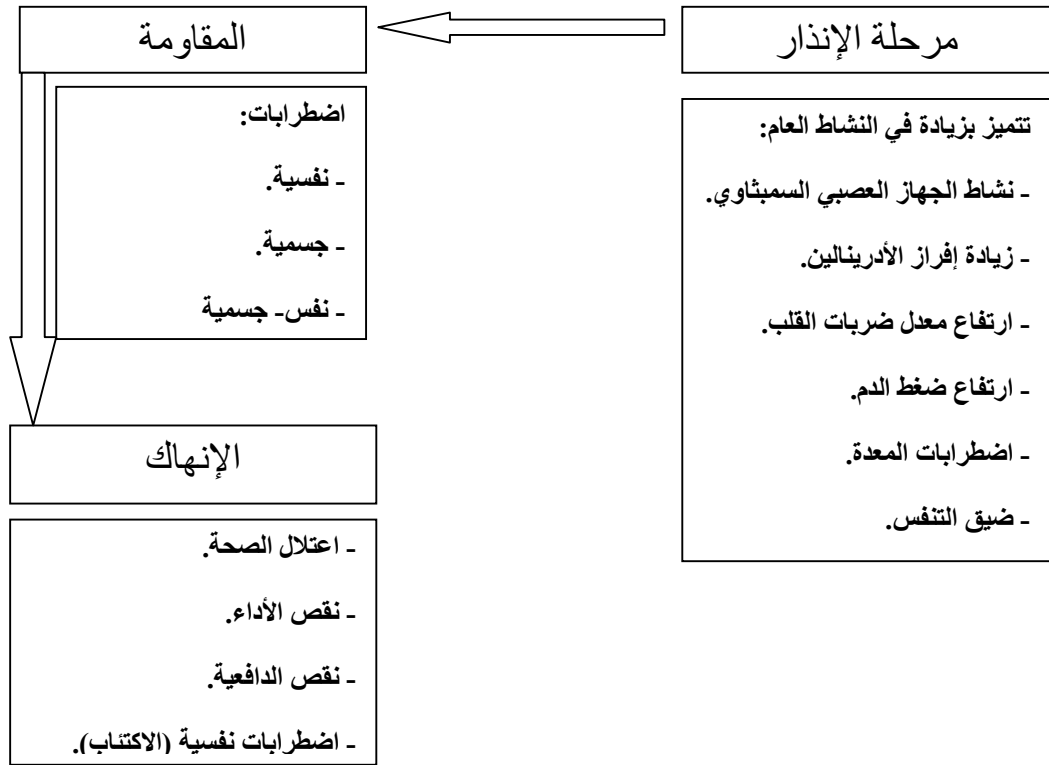 مرحلة الإنذار
تتميز بزيادة في النشاط العام:
- نشاط الجهاز العصبي السمبثاوي.
- زيادة إفراز الأدرينالين.
- ارتفاع معدل ضربات القلب.
- ارتفاع ضغط الدم.
- اضطرابات المعدة.
- ضيق التنفس.
المقاومة
اضطرابات:
- نفسية.
- جسمية.
- نفس- جسمية
الإنهاك
- اعتلال الصحة.
- نقص الأداء.
- نقص الدافعية.
- اضطرابات نفسية (الاكتئاب).